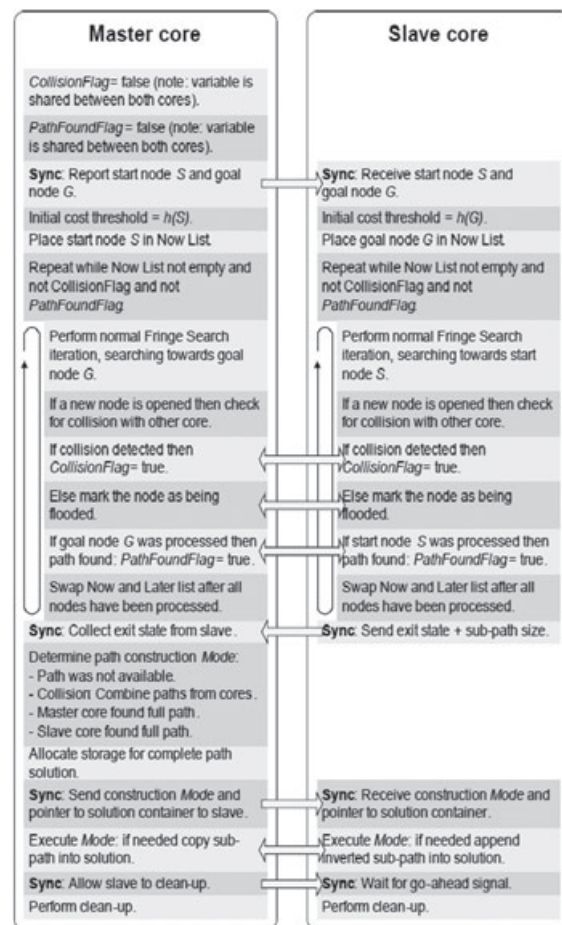 Master core
CollisionFlag= false (note: variable is
shared between both cores).
PathFoundFlag= false (note: variable
is shared between both cores).
Sync: Report start node S and goal
node G.
Initial cost threshold = h(S).
Place start node S in Now List.
Repeat while Now List not empty and
not CollisionFlag and not
PathFoundFlag.
Perform normal Fringe Search
iteration, searching towards goal
node G.
If a new node is opened then check
for collision with other core.
If collision detected then
CollisionFlag= true.
Else mark the node as being
flooded.
If goal node G was processed then
path found: PathFoundFlag= true.
Swap Now and Later list after all
nodes have been processed.
Sync: Collect exit state from slave.
Determine path construction Mode:
- Path was not available.
- Collision: Combine paths from cores.
- Master core found full path.
- Slave core found full path.
Allocate storage for complete path
solution.
Sync: Send construction Mode and
pointer to solution container to slave.
Execute Mode: if needed copy sub-
path into solution.
Sync: Allow slave to clean-up.
Perform clean-up.
Slave core
Sync: Receive start node S and
goal node G.
Initial cost threshold = h(G).
Place goal node G in Now List.
Repeat while Now List not empty and
not CollisionFlag and not
PathFoundFlag.
Perform normal Fringe Search
iteration, searching towards start
node S.
If a new node is opened then check
for collision with other core.
If collision detected then
CollisionFlag= true.
Else mark the node as being
flooded.
If start node S was processed then
path found: PathFoundFlag= true.
Swap Now and Later list after all
nodes have been processed.
Sync: Send exit state + sub-path size.
Sync: Receive construction Mode and
pointer to solution container.
Execute Mode: if needed append
inverted sub-path into solution.
Sync: Wait for go-ahead signal.
Perform clean-up.